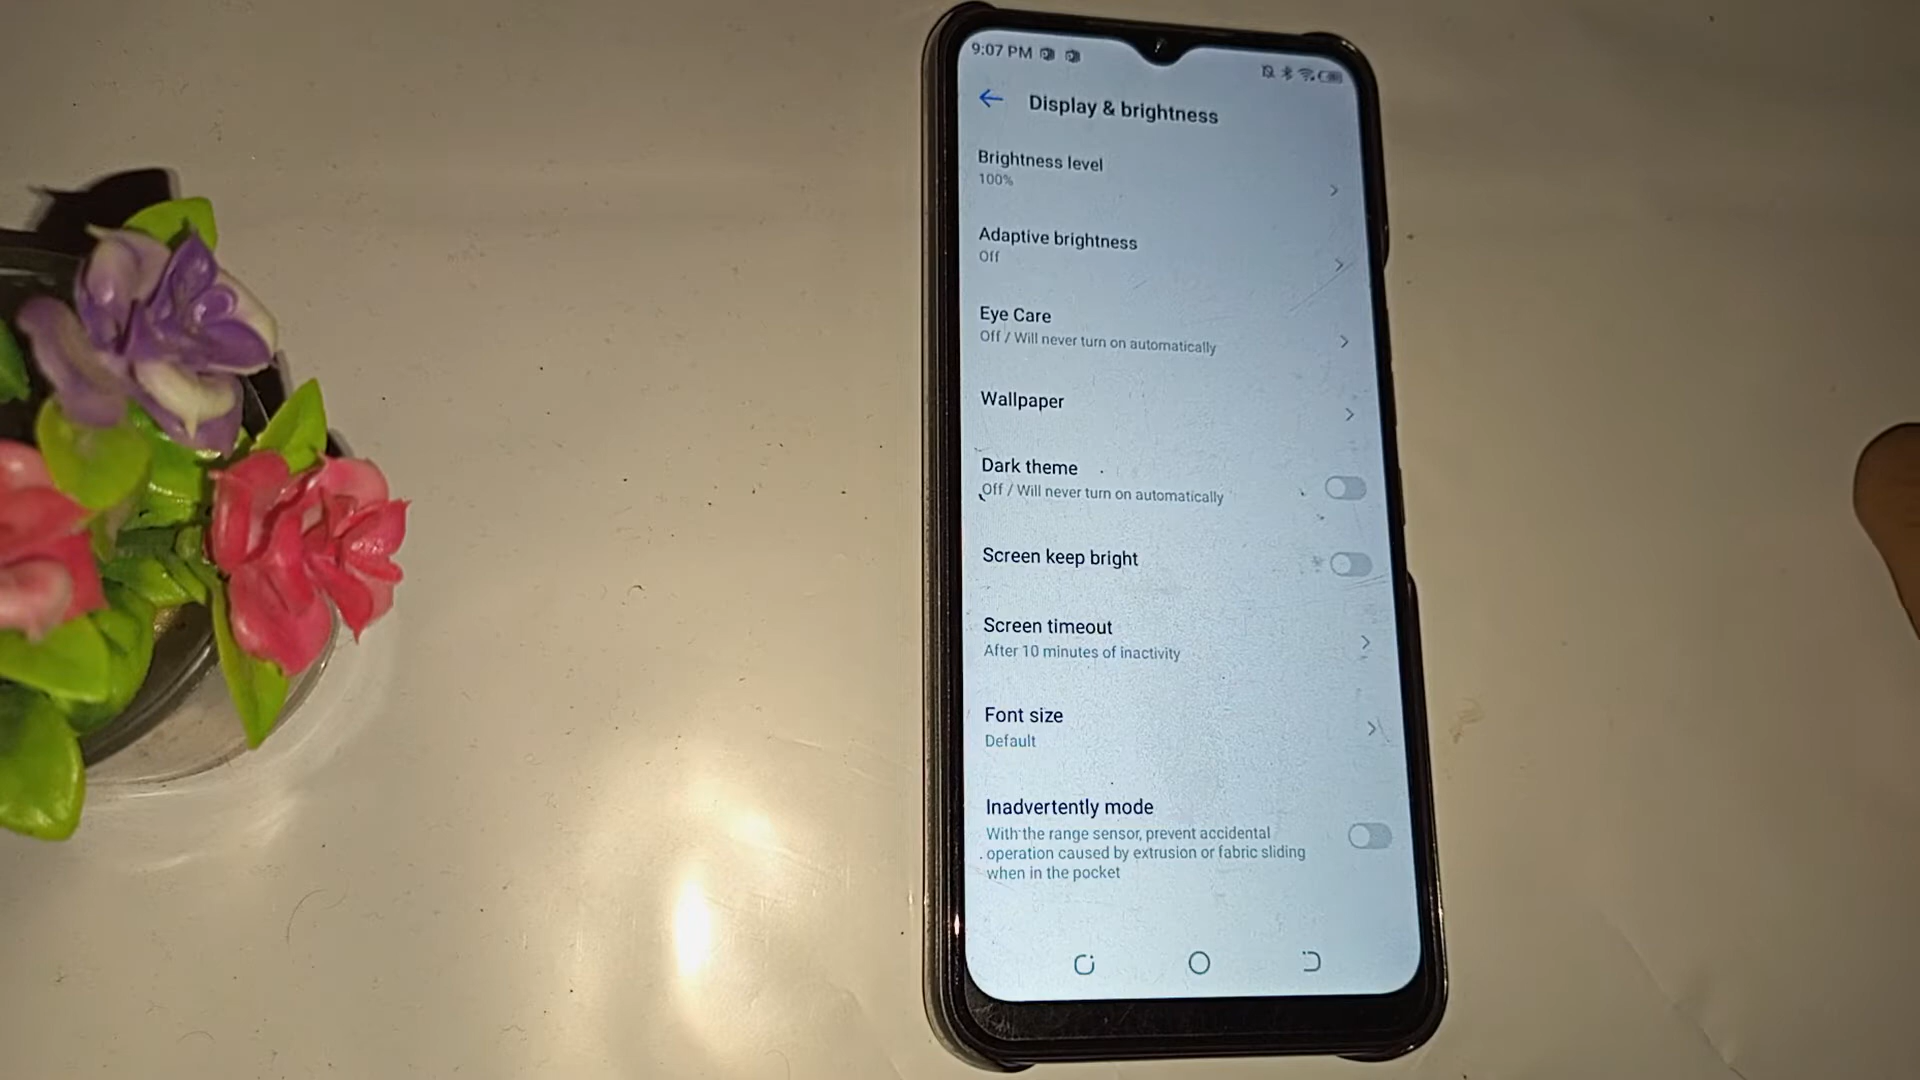 9:07 PM
Display & brightness
Brightness level
100%
Adaptive brightness
Off
Eye Care
Off / Will never turn on automatically
Wallpaper
Dark theme
Off / Will never turn on automatically
Screen keep bright
Screen timeout
After 10 minutes of inactivity
Font size
Default
Inadvertently mode
With the range sensor, prevent accidental
operation caused by extrusion or fabric sliding
when in the pocket